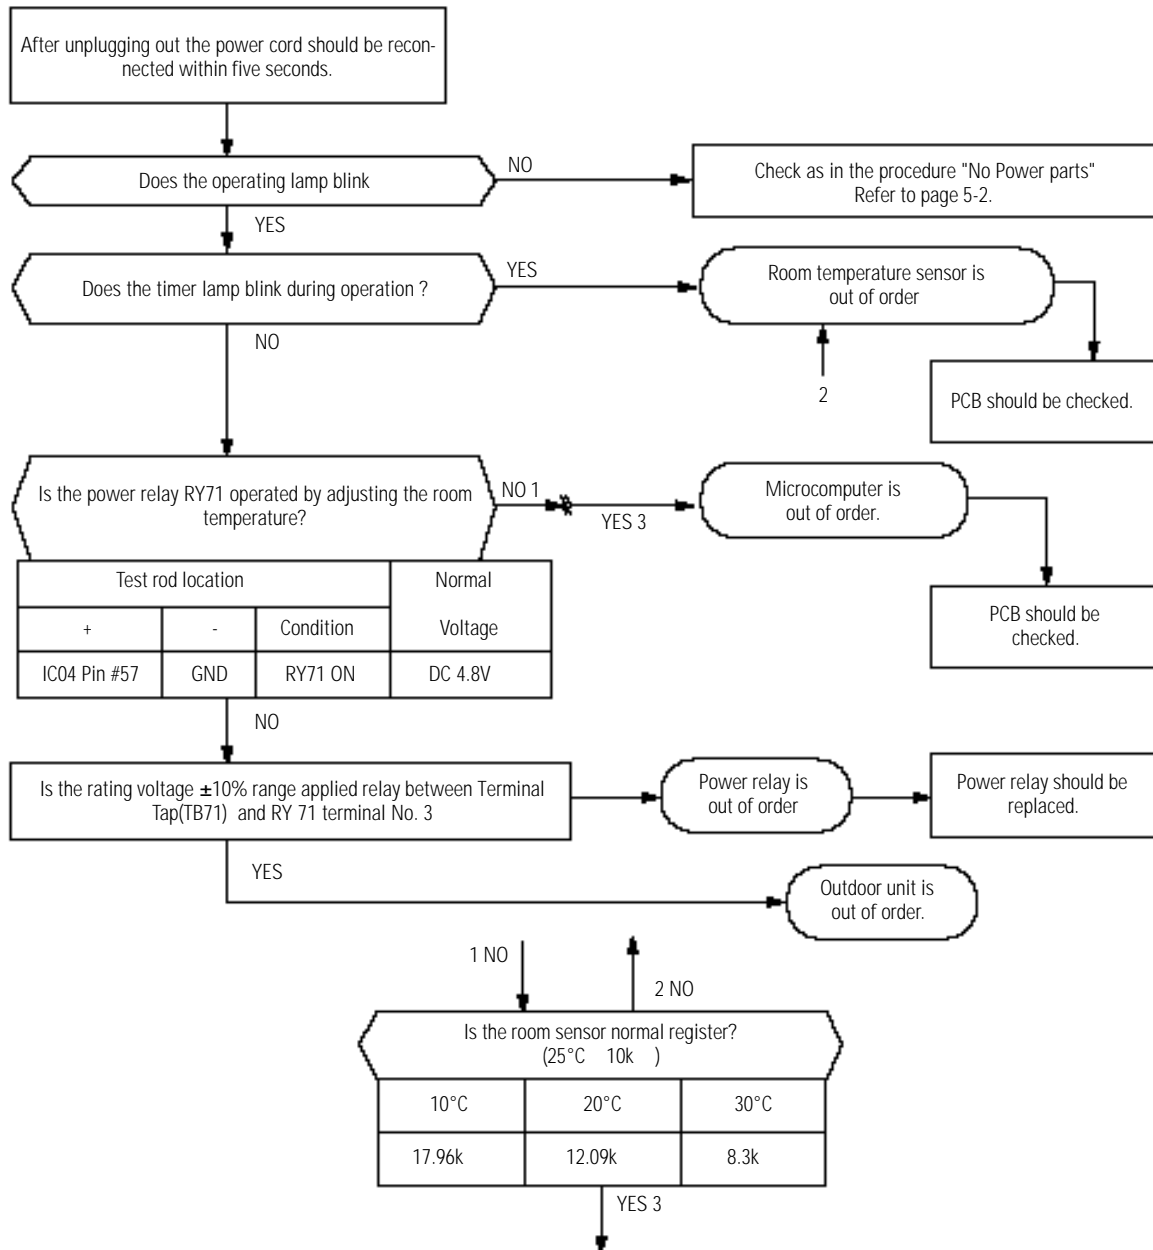 After unplugging out the power cord should be recon-
nected within five seconds.
Does the operating lamp blink
NO
Check as in the procedure "No Power parts"
Refer to page 5-2.
YES
Does the timer lamp blink during operation ?
YES
Room temperature sensor is
out of order
NO
2
PCB should be checked.
Is the power relay RY71 operated by adjusting the room
temperature?
NO 1
YES 3
Microcomputer is
out of order.
PCB should be
checked.
Test rod location
Normal
Voltage
+
-
Condition
IC04 Pin #57
GND
RY71 ON
DC 4.8V
NO
Is the rating voltage ±10% range applied relay between Terminal
Tap(TB71) and RY 71 terminal No. 3
Power relay is
out of order
Power relay should be
replaced.
YES
Outdoor unit is
out of order.
1 NO
2 NO
Is the room sensor normal register?
(25°C 10k )
10°C
20°C
30°C
17.96k
12.09k
8.3k
YES 3